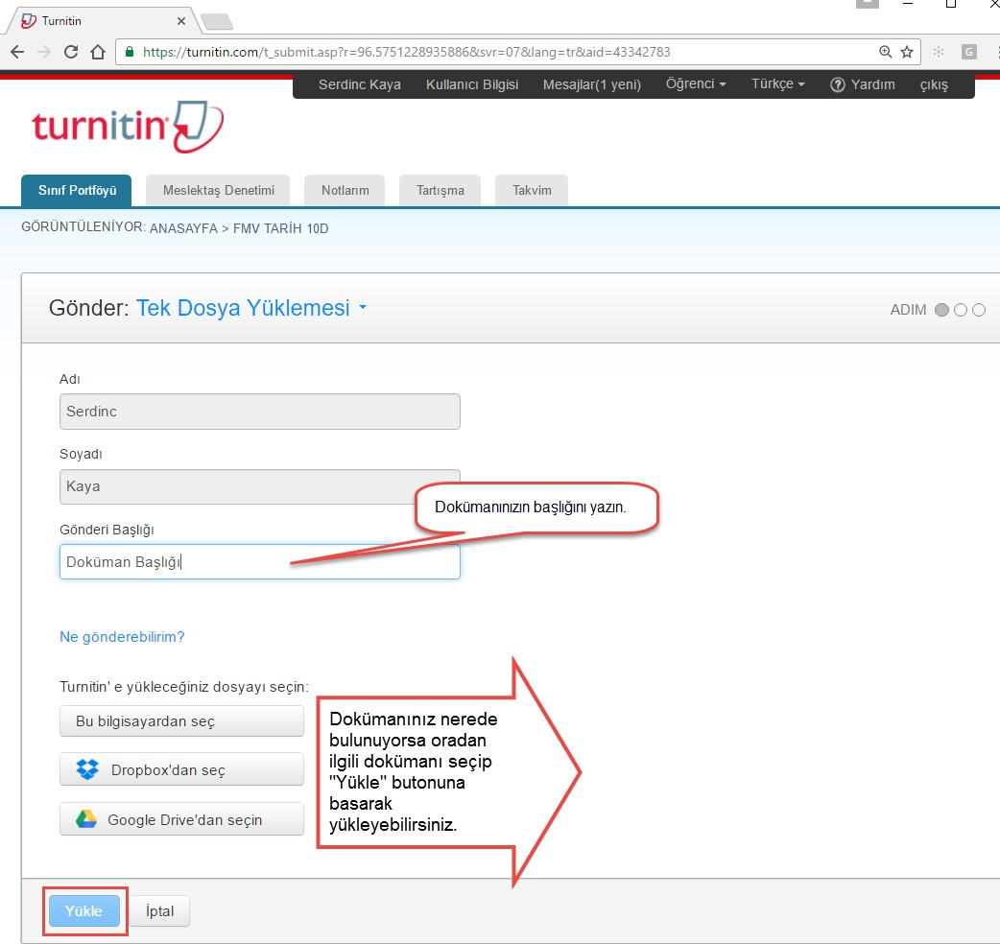 Turnitin
https://turnitin.com/t_submit.asp?r=96.5751228935886&svr=07&lang=tr&aid=43342783
G
Serdinc Kaya Kullanıcı Bilgisi Mesajlar(1 yeni) Öğrenci Türkçe ? Yardım çıkış
turnitin
Sınıf Portföyü Meslektaş Denetimi Notlarım Tartışma Takvim
GÖRÜNTÜLENİYOR: ANASAYFA > FMV TARİH 10D
Gönder: Tek Dosya Yüklemesi
ADIM
Adı
Serdinc
Soyadı
Kaya
Dokümanınızın başlığını yazın.
Gönderi Başlığı
Doküman Başlığı
Ne gönderebilirim?
Turnitin' e yükleceğiniz dosyayı seçin:
Bu bilgisayardan seç
Dropbox'dan seç
Google Drive'dan seçin
Dokümanınız nerede
bulunuyorsa oradan
ilgili dokümanı seçip
"Yükle" butonuna
basarak
yükleyebilirsiniz.
Yükle İptal